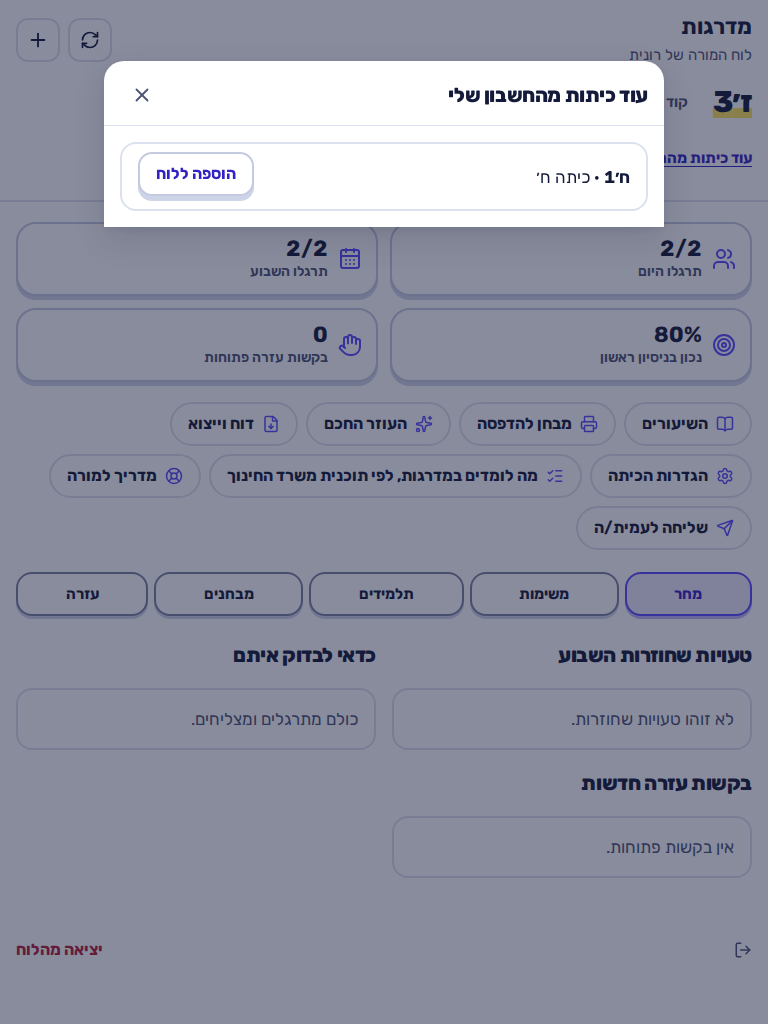 מדרגות
לוח המורה של רונית
ז׳3
קוד
עוד כיתות מהחשבון שלי
ח׳1 • כיתה ח׳
הוספה ללוח
2/2
תרגלו היום
2/2
תרגלו השבוע
80%
נכון בניסיון ראשון
0
בקשות עזרה פתוחות
השיעורים
מבחן להדפסה
העוזר החכם
דוח וייצוא
הגדרות הכיתה
מה לומדים במדרגות, לפי תוכנית משרד החינוך
מדריך למורה
שליחה לעמית/ה
מחר
משימות
תלמידים
מבחנים
עזרה
טעויות שחוזרות השבוע
לא זוהו טעויות שחוזרות.
כדאי לבדוק איתם
כולם מתרגלים ומצליחים.
בקשות עזרה חדשות
אין בקשות פתוחות.
יציאה מהלוח